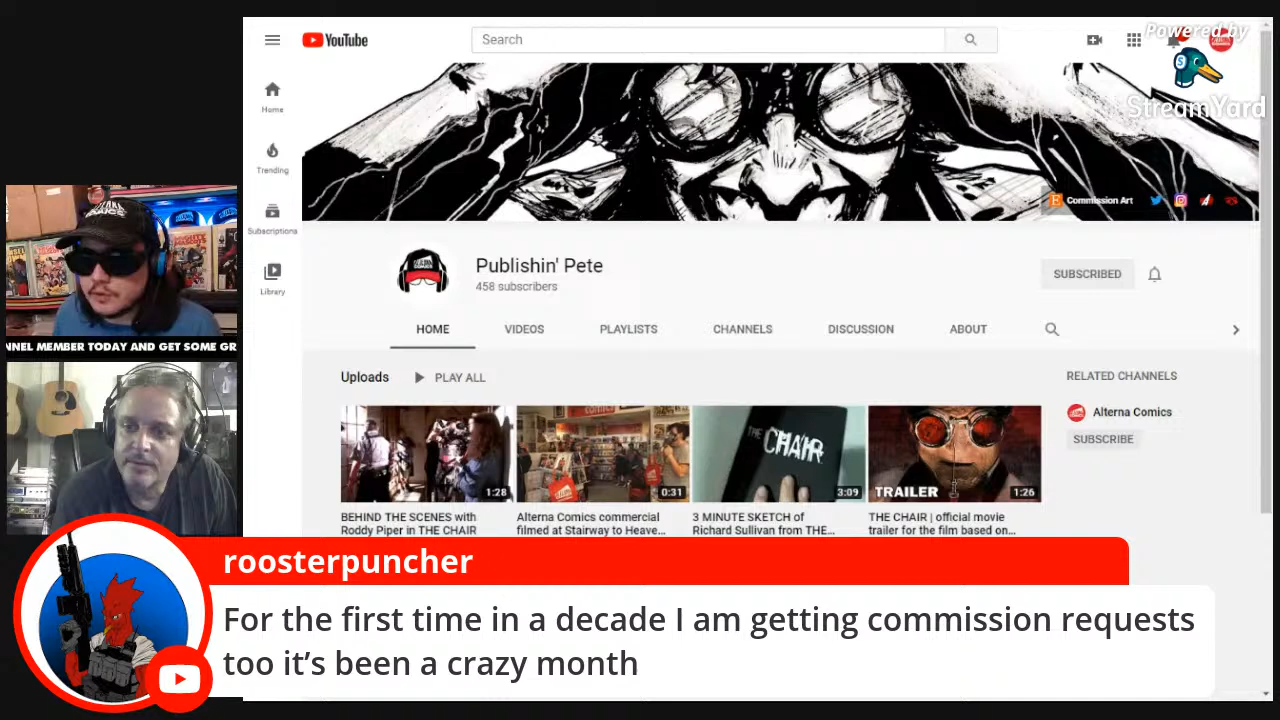 YouTube
Search
Powered by
StreamYard
Home
Trending
Subscriptions
Library
Commission Art
Publishin' Pete
458 subscribers
SUBSCRIBED
HOME
VIDEOS
PLAYLISTS
CHANNELS
DISCUSSION
ABOUT
Uploads
PLAY ALL
RELATED CHANNELS
Alterna Comics
SUBSCRIBE
1:28
0:31
THE CHAIR
3:09
TRAILER
1:26
BEHIND THE SCENES with
Roddy Piper in THE CHAIR
Alterna Comics commercial
filmed at Stairway to Heave...
3 MINUTE SKETCH of
Richard Sullivan from THE...
THE CHAIR | official movie
trailer for the film based on...
NNEL MEMBER TODAY AND GET SOME GR
roosterpuncher
For the first time in a decade I am getting commission requests
too it's been a crazy month